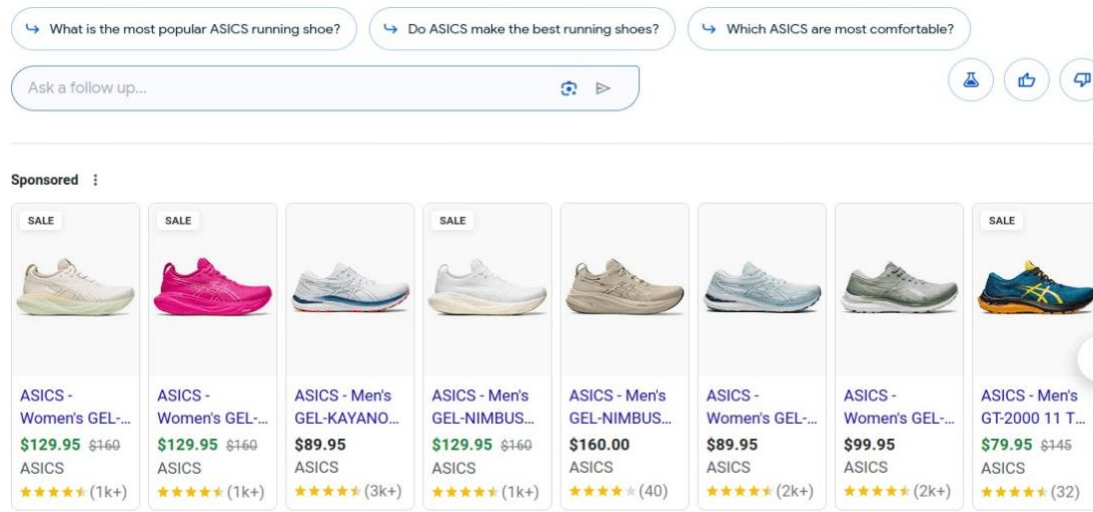 What is the most popular ASICS running shoe?
Do ASICS make the best running shoes?
Which ASICS are most comfortable?
Ask a follow up...
Sponsored
SALE
ASICS -
Women's GEL-...
$129.95 $160
ASICS
(1k+)
SALE
ASICS -
Women's GEL-...
$129.95 $160
ASICS
(1k+)
ASICS - Men's
GEL-KAYANO...
$89.95
ASICS
(3k+)
SALE
ASICS - Men's
GEL-NIMBUS...
$129.95 $160
ASICS
(1k+)
ASICS - Men's
GEL-NIMBUS...
$160.00
ASICS
(40)
ASICS -
Women's GEL-...
$89.95
ASICS
(2k+)
ASICS -
Women's GEL-...
$99.95
ASICS
(2k+)
SALE
ASICS - Men's
GT-2000 11 T...
$79.95 $145
ASICS
(32)